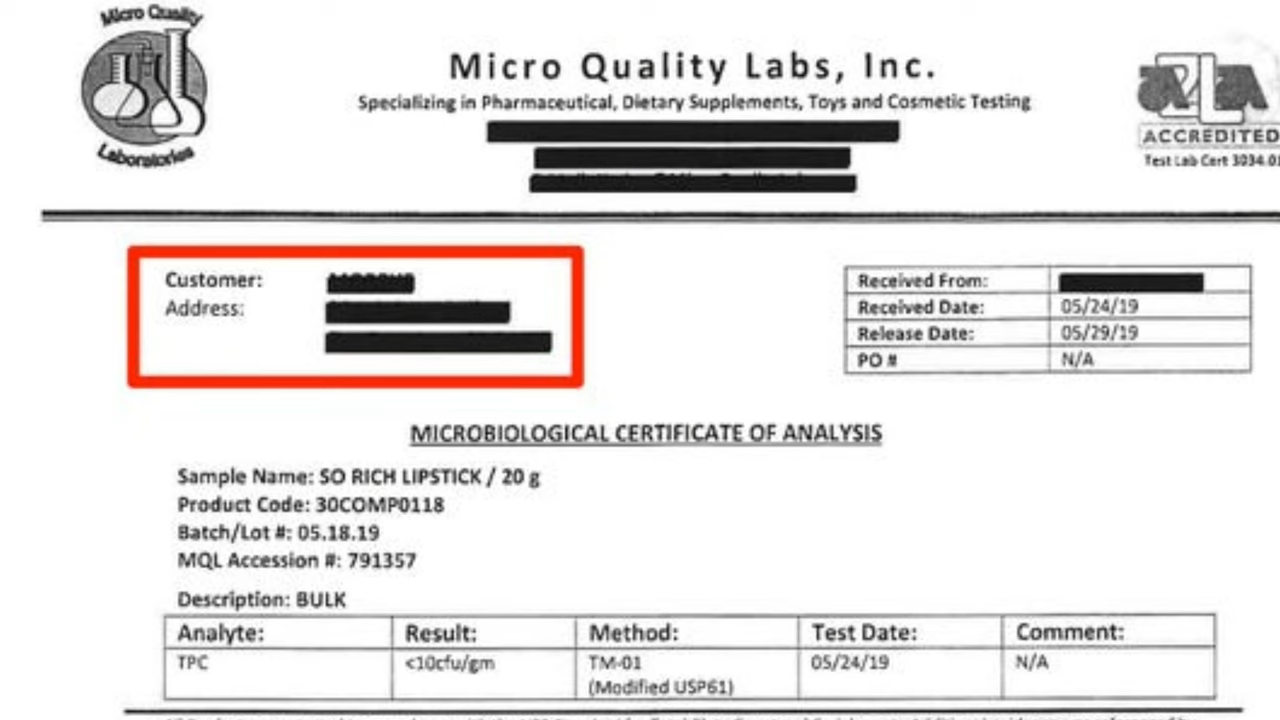 Micro Quality
Laboratories
Micro Quality Labs, Inc.
Specializing in Pharmaceutical, Dietary Supplements, Toys and Cosmetic Testing
a2la
ACCREDITED
Test Lab Cert 3034.01
Customer:
Address:
Received From:
Received Date: 05/24/19
Release Date: 05/29/19
PO # N/A
MICROBIOLOGICAL CERTIFICATE OF ANALYSIS
Sample Name: SO RICH LIPSTICK / 20 g
Product Code: 30COMP0118
Batch/Lot #: 05.18.19
MQL Accession #: 791357
Description: BULK
Analyte: Result: Method: Test Date: Comment:
TPC <10cfu/gm TM-01 05/24/19 N/A
(Modified USP61)